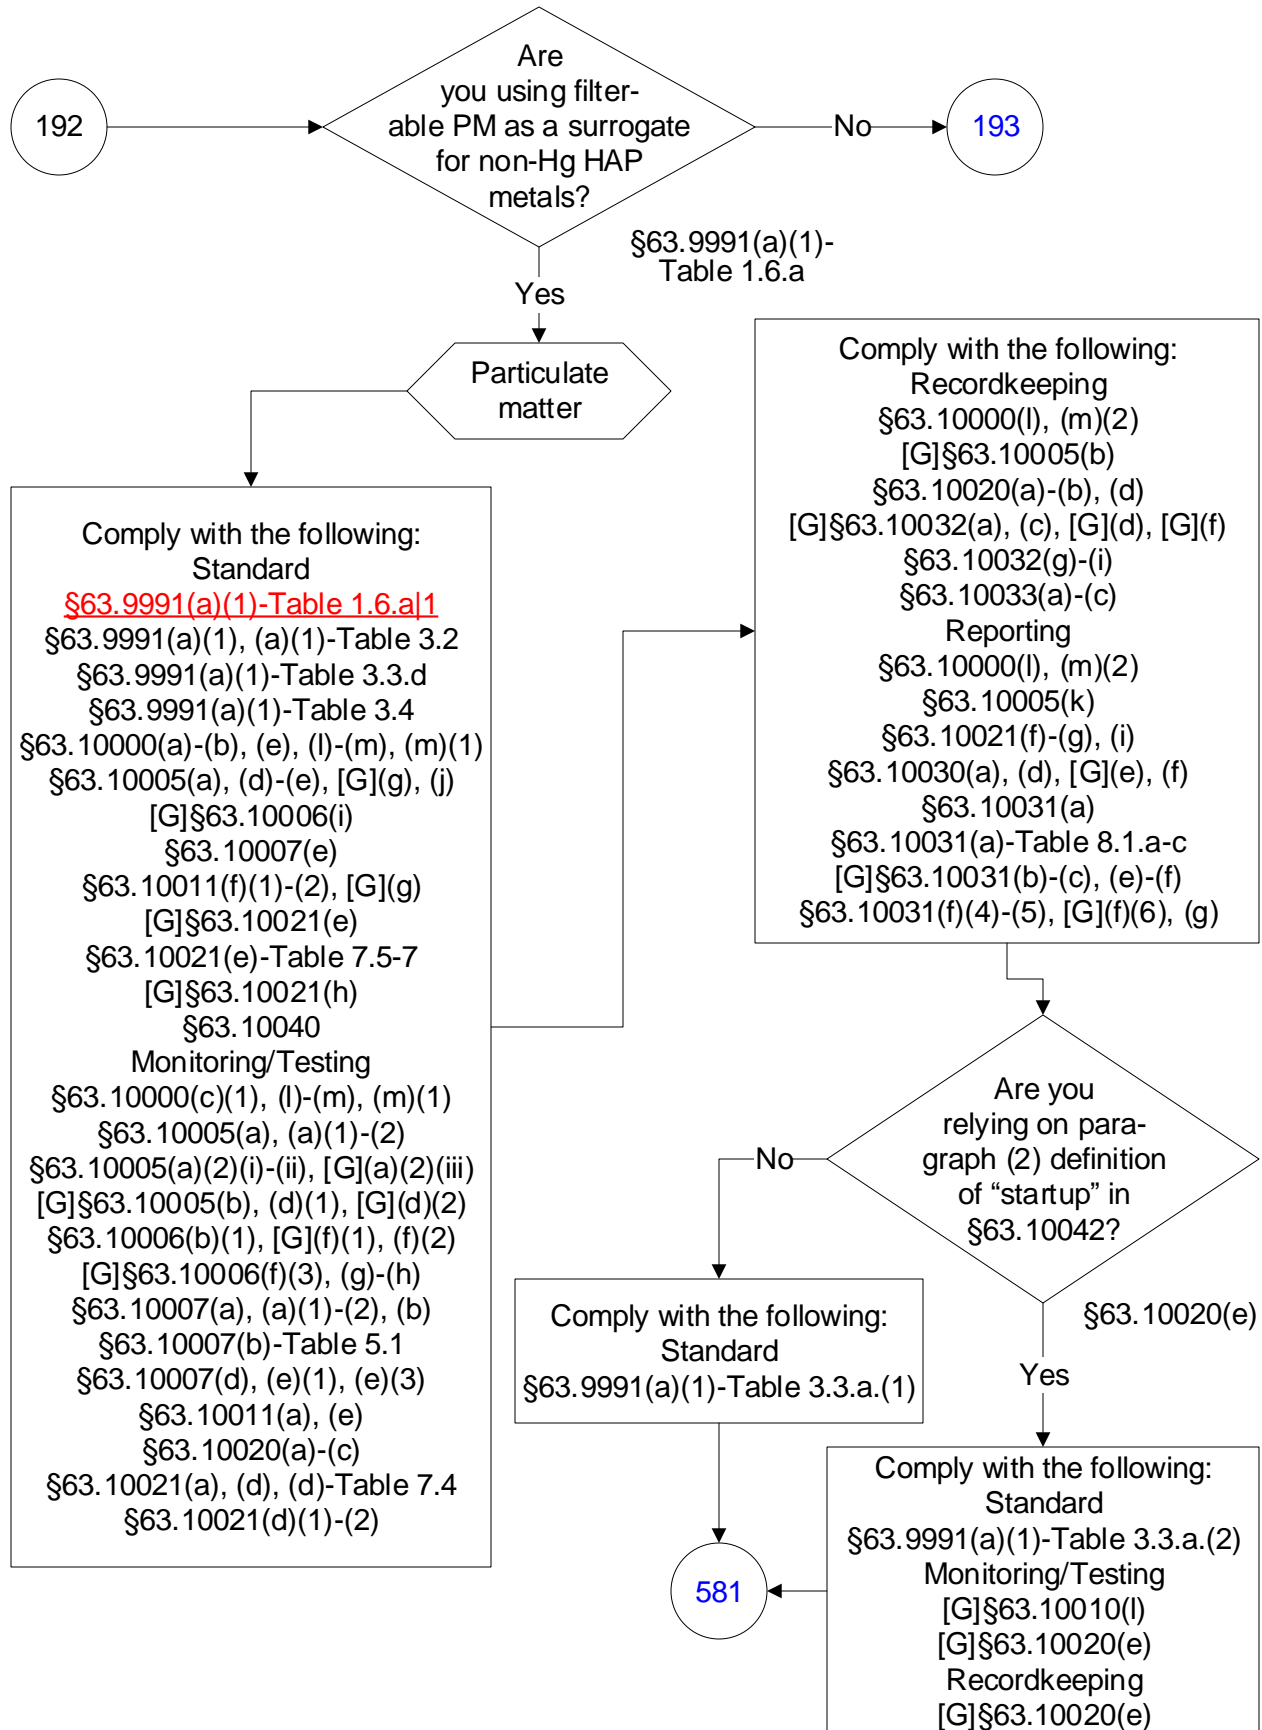 192
Are
you using filter-
able PM as a surrogate
for non-Hg HAP
metals?
No
193
§63.9991(a)(1)-
Table 1.6.a
Yes
Particulate
matter
Comply with the following:
Standard
§63.9991(a)(1)-Table 1.6.a|1
§63.9991(a)(1), (a)(1)-Table 3.2
§63.9991(a)(1)-Table 3.3.d
§63.9991(a)(1)-Table 3.4
§63.10000(a)-(b), (e), (l)-(m), (m)(1)
§63.10005(a), (d)-(e), [G](g), (j)
[G]§63.10006(i)
§63.10007(e)
§63.10011(f)(1)-(2), [G](g)
[G]§63.10021(e)
§63.10021(e)-Table 7.5-7
[G]§63.10021(h)
§63.10040
Monitoring/Testing
§63.10000(c)(1), (l)-(m), (m)(1)
§63.10005(a), (a)(1)-(2)
§63.10005(a)(2)(i)-(ii), [G](a)(2)(iii)
[G]§63.10005(b), (d)(1), [G](d)(2)
§63.10006(b)(1), [G](f)(1), (f)(2)
[G]§63.10006(f)(3), (g)-(h)
§63.10007(a), (a)(1)-(2), (b)
§63.10007(b)-Table 5.1
§63.10007(d), (e)(1), (e)(3)
§63.10011(a), (e)
§63.10020(a)-(c)
§63.10021(a), (d), (d)-Table 7.4
§63.10021(d)(1)-(2)
Comply with the following:
Recordkeeping
§63.10000(l), (m)(2)
[G]§63.10005(b)
§63.10020(a)-(b), (d)
[G]§63.10032(a), (c), [G](d), [G](f)
§63.10032(g)-(i)
§63.10033(a)-(c)
Reporting
§63.10000(l), (m)(2)
§63.10005(k)
§63.10021(f)-(g), (i)
§63.10030(a), (d), [G](e), (f)
§63.10031(a)
§63.10031(a)-Table 8.1.a-c
[G]§63.10031(b)-(c), (e)-(f)
§63.10031(f)(4)-(5), [G](f)(6), (g)
Are you
relying on para-
graph (2) definition
of “startup” in
§63.10042?
No
§63.10020(e)
Yes
Comply with the following:
Standard
§63.9991(a)(1)-Table 3.3.a.(1)
581
Comply with the following:
Standard
§63.9991(a)(1)-Table 3.3.a.(2)
Monitoring/Testing
[G]§63.10010(l)
[G]§63.10020(e)
Recordkeeping
[G]§63.10020(e)